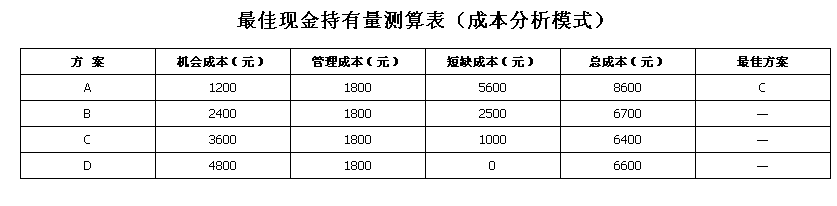 最佳现金持有量测算表（成本分析模式）
方 案 机会成本（元） 管理成本（元） 短缺成本（元） 总成本（元） 最佳方案
A 1200 1800 5600 8600 C
B 2400 1800 2500 6700 —
C 3600 1800 1000 6400 —
D 4800 1800 0 6600 —